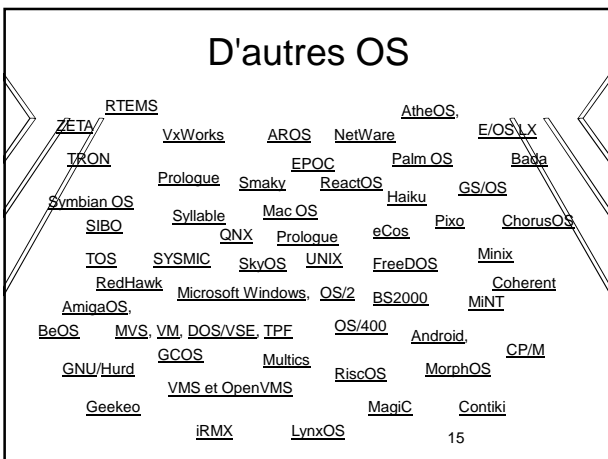 D'autres OS
RTEMS AtheOS,
ZETA VxWorks AROS NetWare E/OS LX
TRON EPOC Palm OS Bada
Prologue Smaky ReactOS Haiku GS/OS
Symbian OS Syllable Mac OS Pixo ChorusOS
SIBO QNX Prologue eCos
TOS SYSMIC SkyOS UNIX FreeDOS Minix
RedHawk Microsoft Windows, OS/2 BS2000 MiNT Coherent
AmigaOS,
BeOS MVS, VM, DOS/VSE, TPF OS/400 Android,
GNU/Hurd GCOS Multics RiscOS MorphOS CP/M
VMS et OpenVMS
Geekeo MagiC Contiki
iRMX LynxOS 15